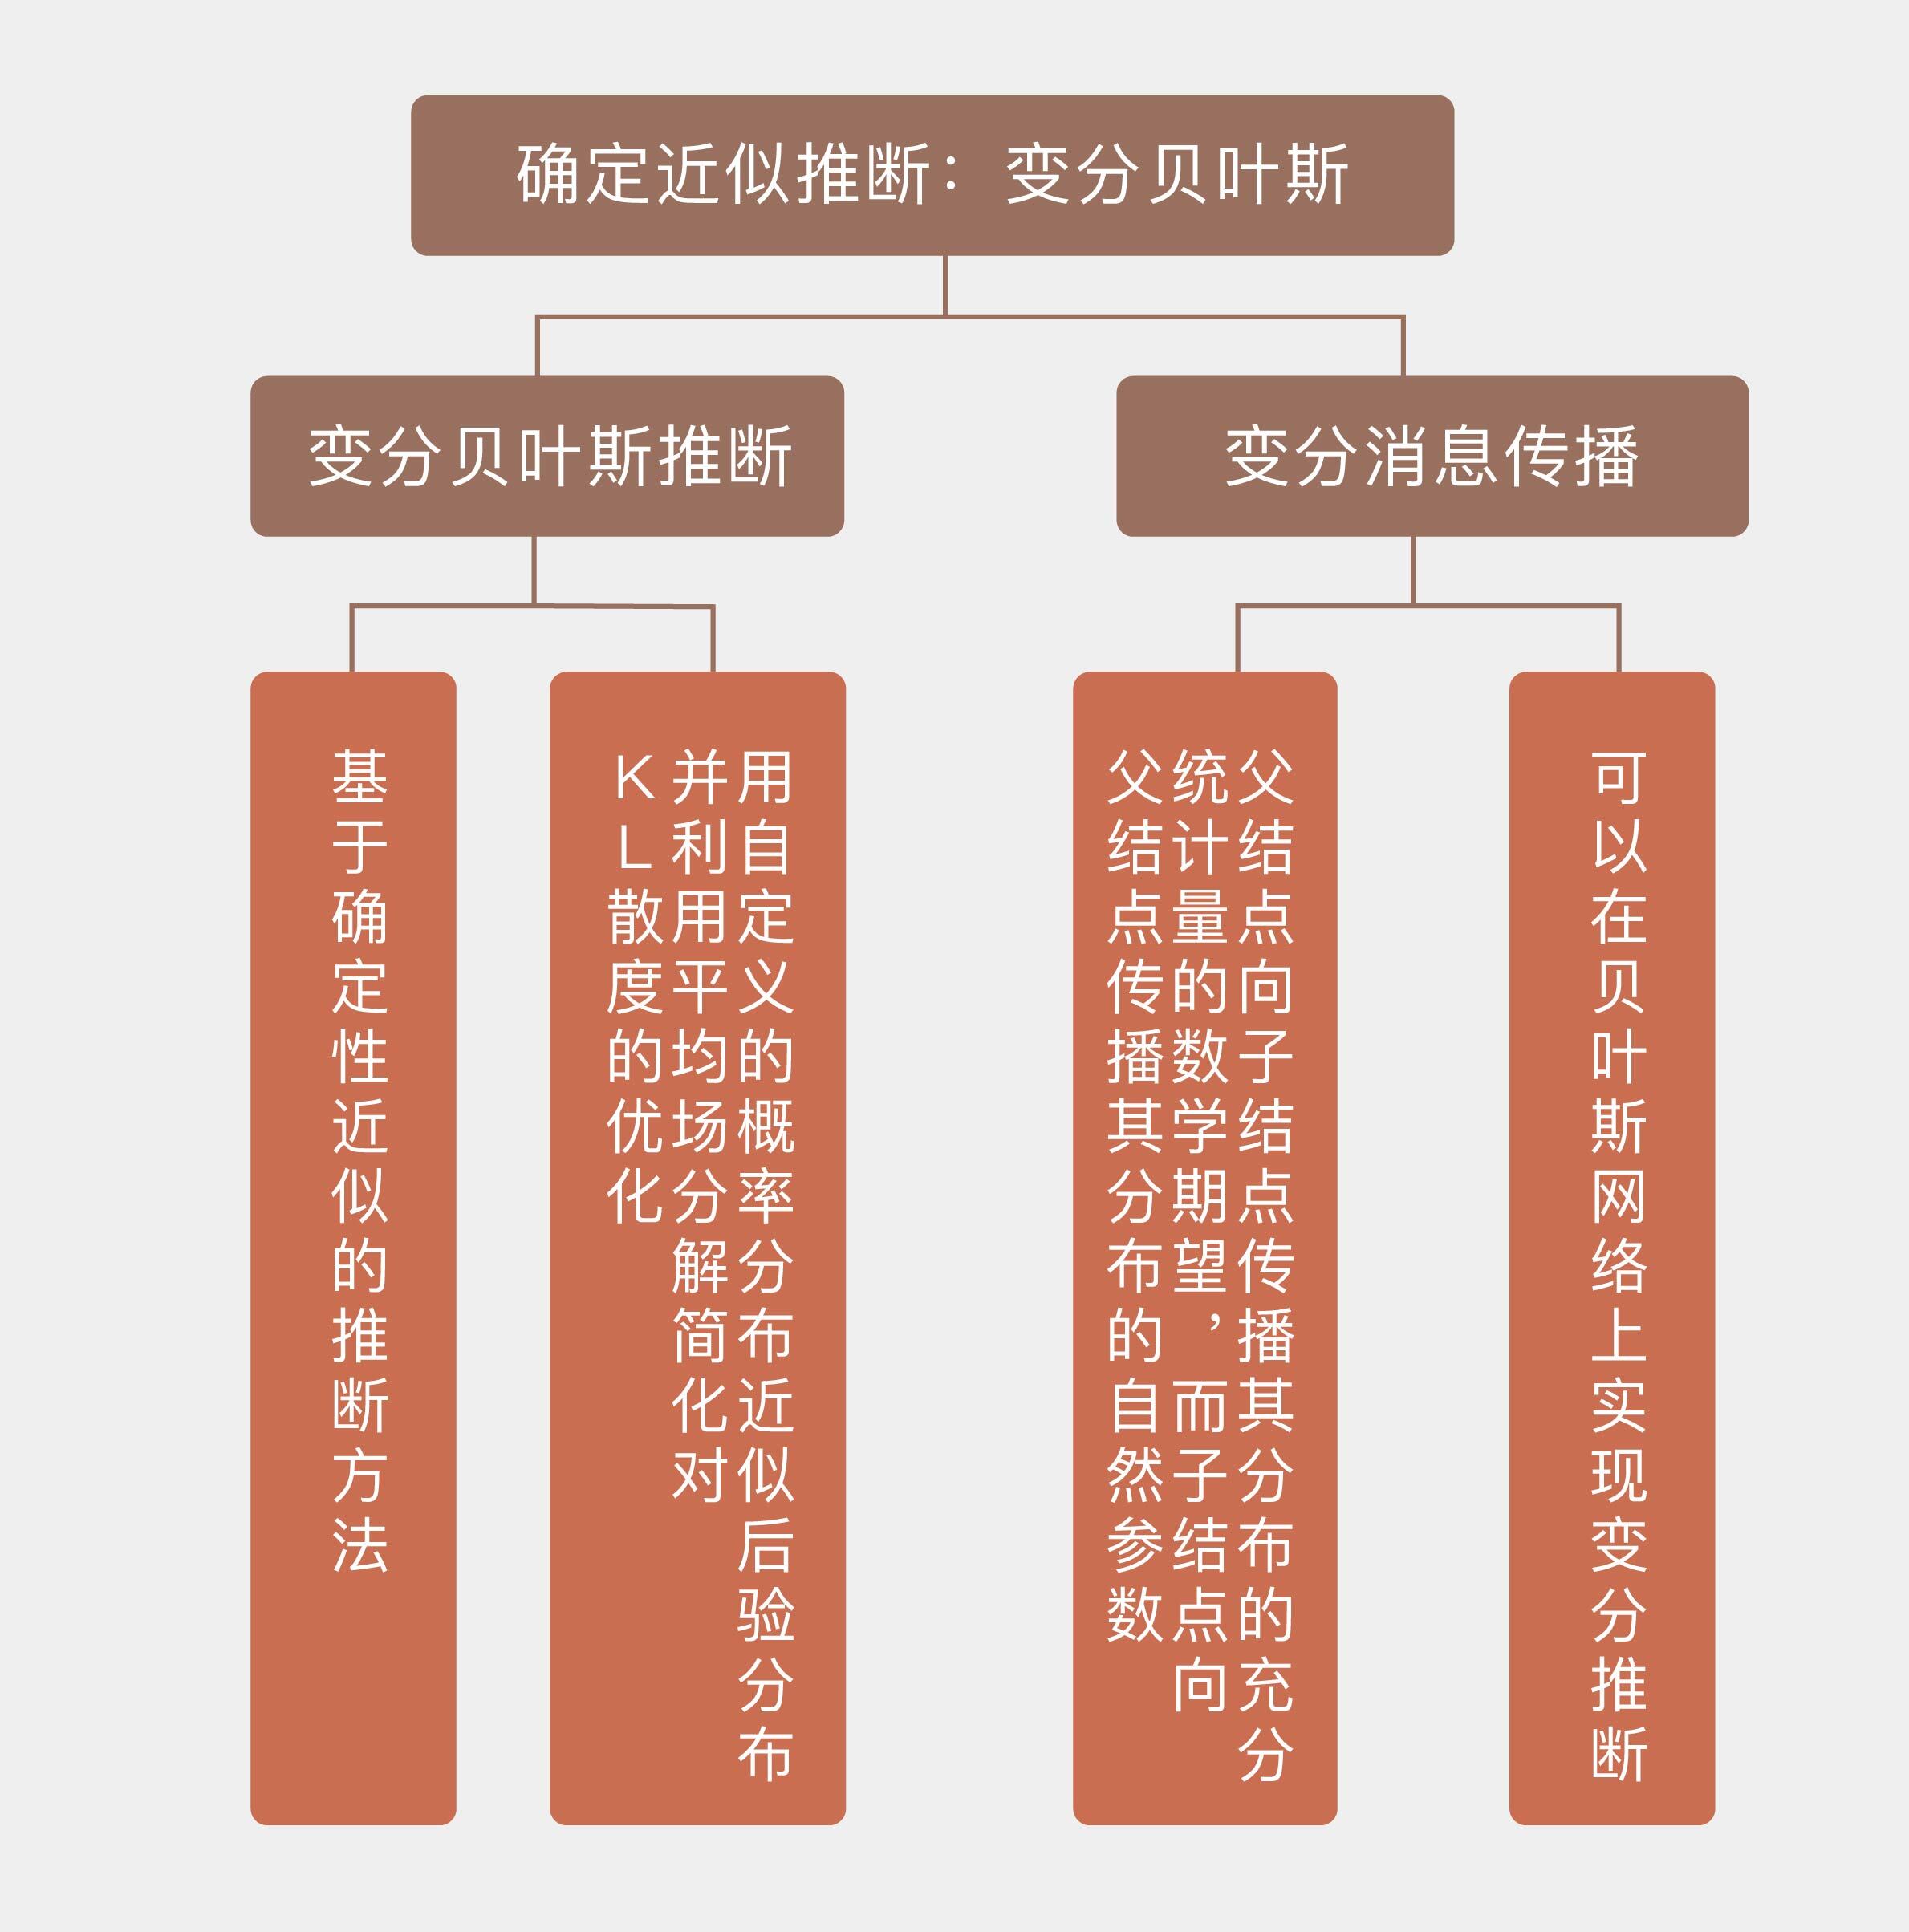 确定近似推断：变分贝叶斯
变分贝叶斯推断
变分消息传播
基于确定性近似的推断方法
用自定义的概率分布近似后验分布
并利用平均场分解简化对
KL散度的优化
父结点向子结点传播其分布的充分
统计量的数学期望，而子结点向
父结点传播其分布的自然参数
可以在贝叶斯网络上实现变分推断